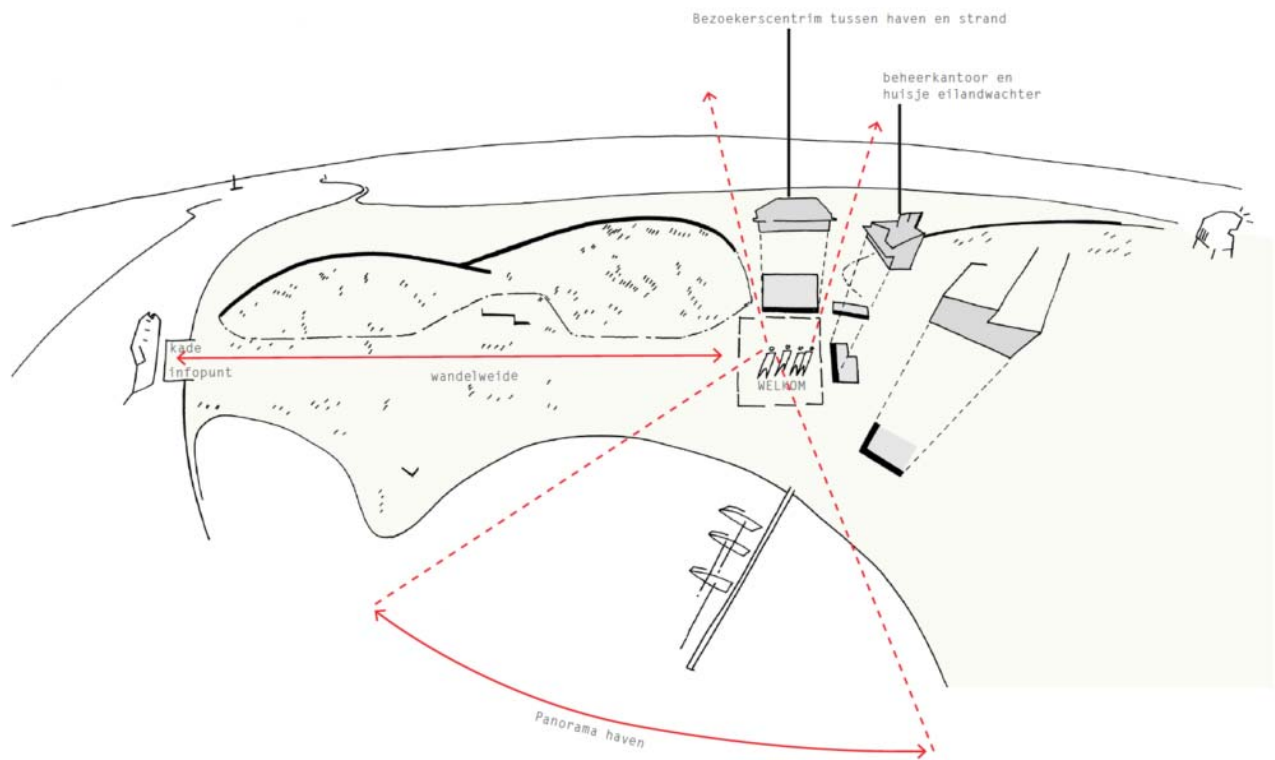 Bezoekerscentrim tussen haven en strand
beheerkantoor en
huisje eilandwachter
kade
infopunt
wandelweide
WELKOM
Panorama haven